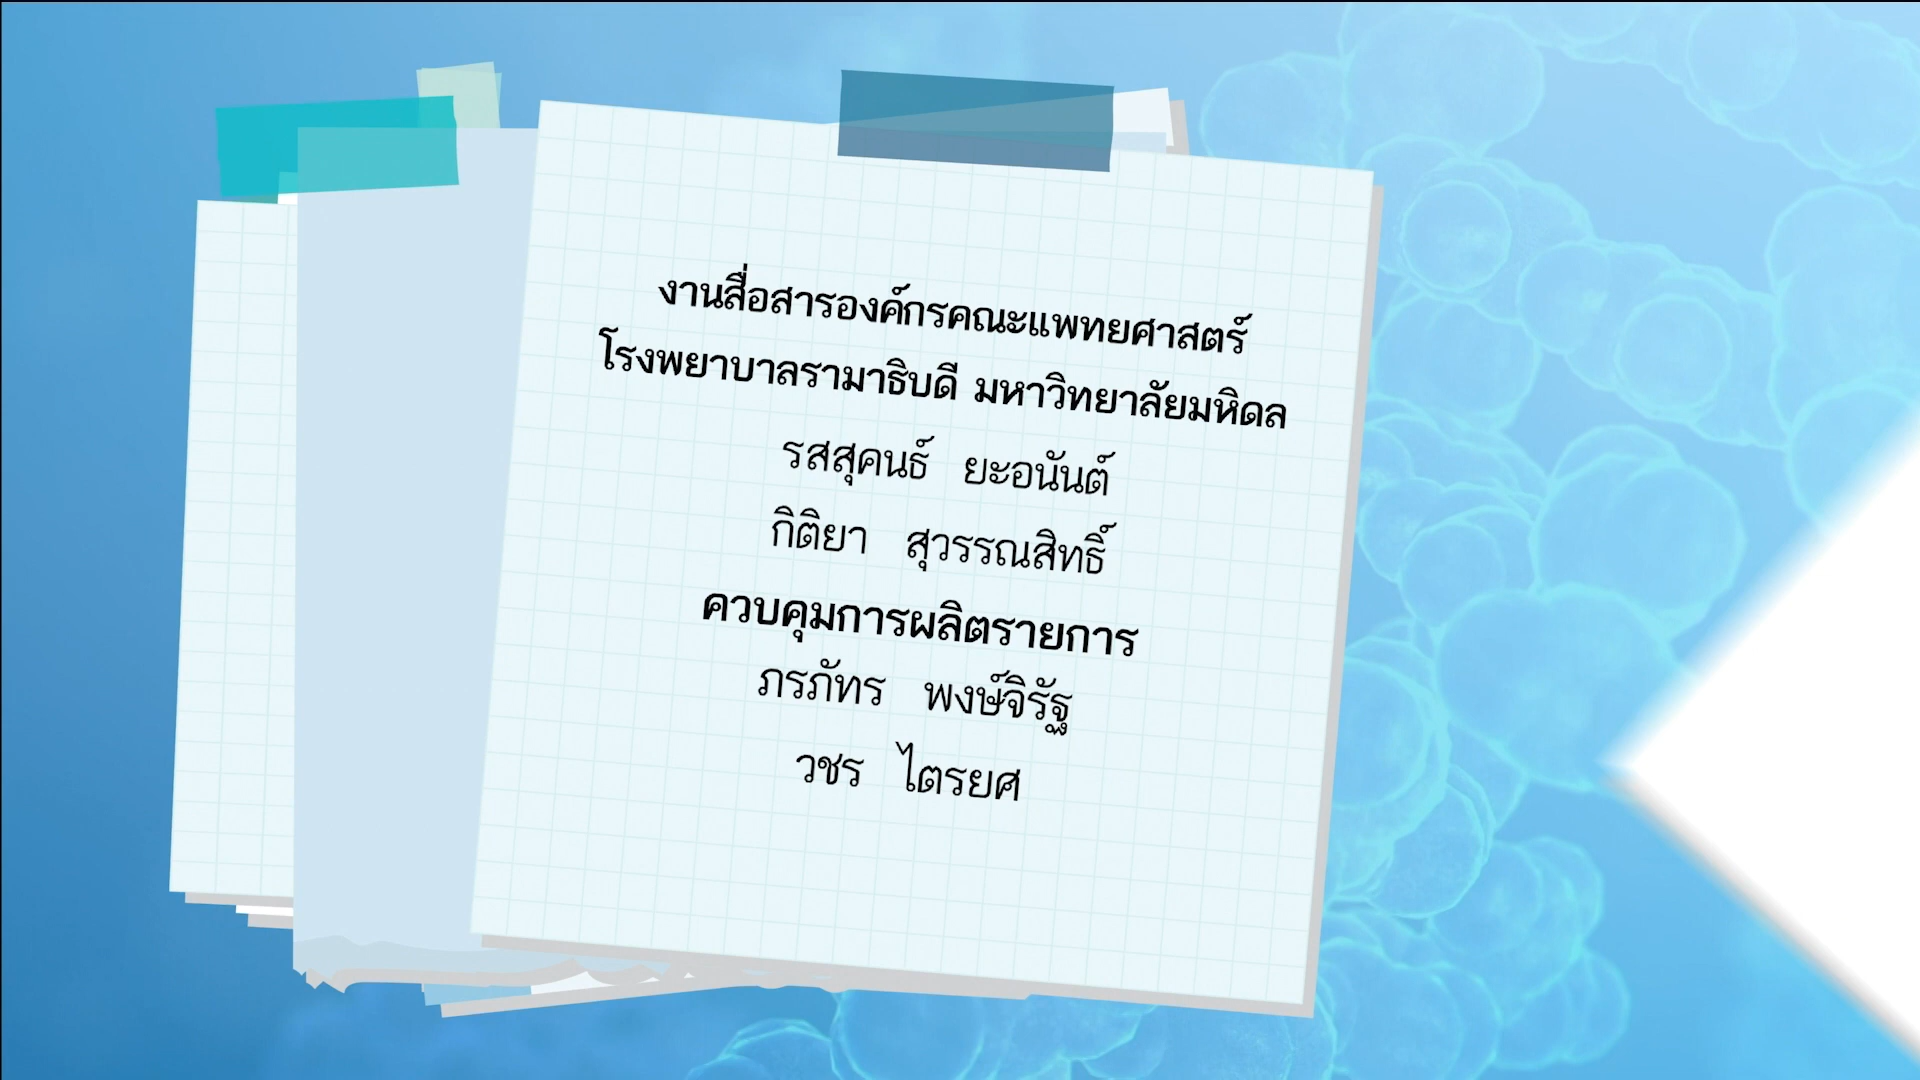 งานสื่อสารองค์กรคณะแพทยศาสตร์
โรงพยาบาลรามาธิบดี มหาวิทยาลัยมหิดล
รสสุคนธ์ ยะอนันต์
กิติยา สุวรรณสิทธิ์
ควบคุมการผลิตรายการ
ภรภัทร พงษ์จิรัฐ
วชร ไตรยศ